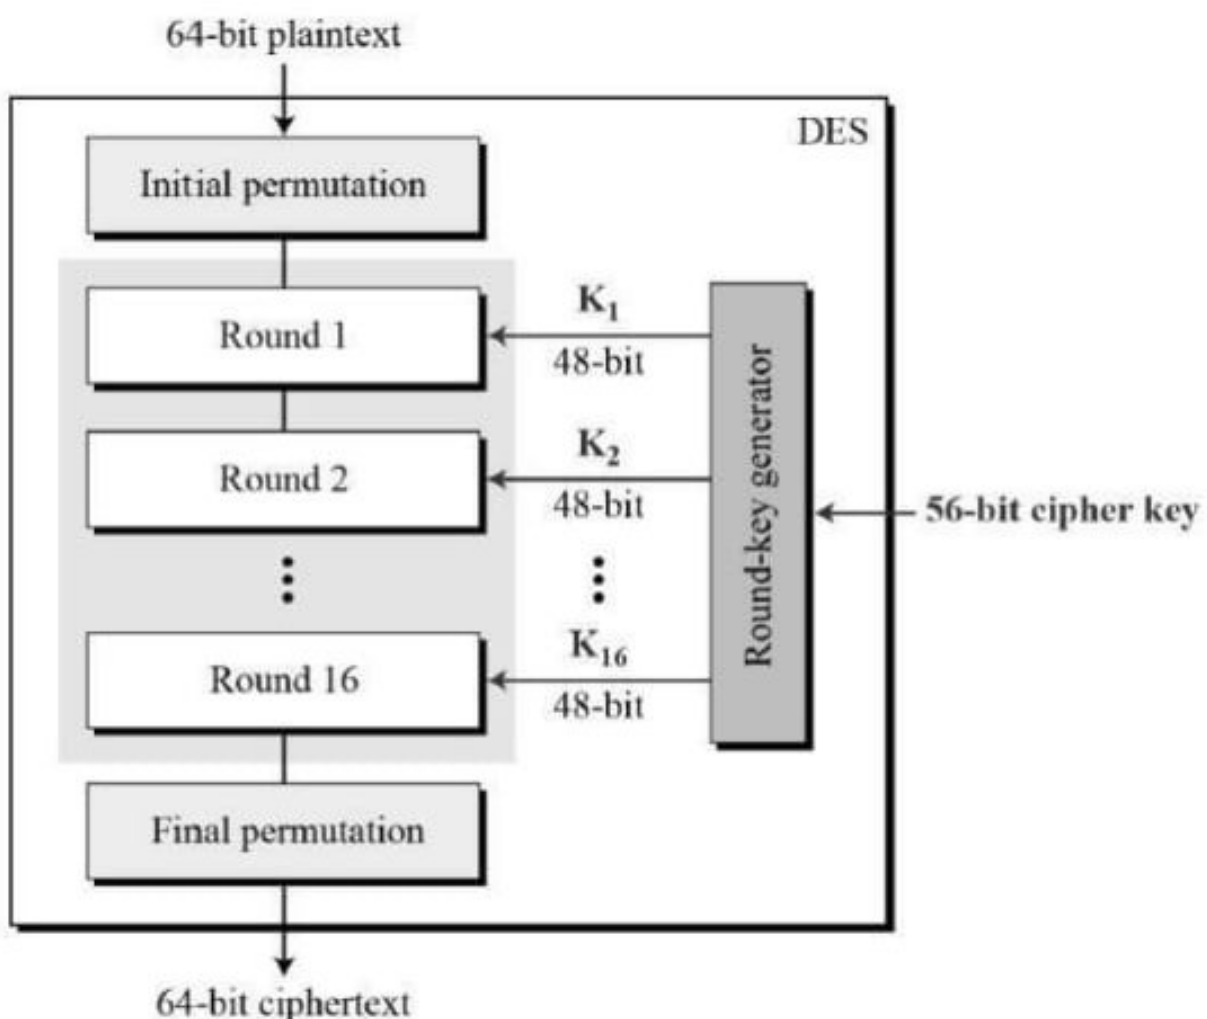 64-bit plaintext
DES
Initial permutation
Round 1
K₁
48-bit
Round 2
K₂
48-bit
Round 16
K₁₆
48-bit
Round-key generator
56-bit cipher key
Final permutation
64-bit ciphertext